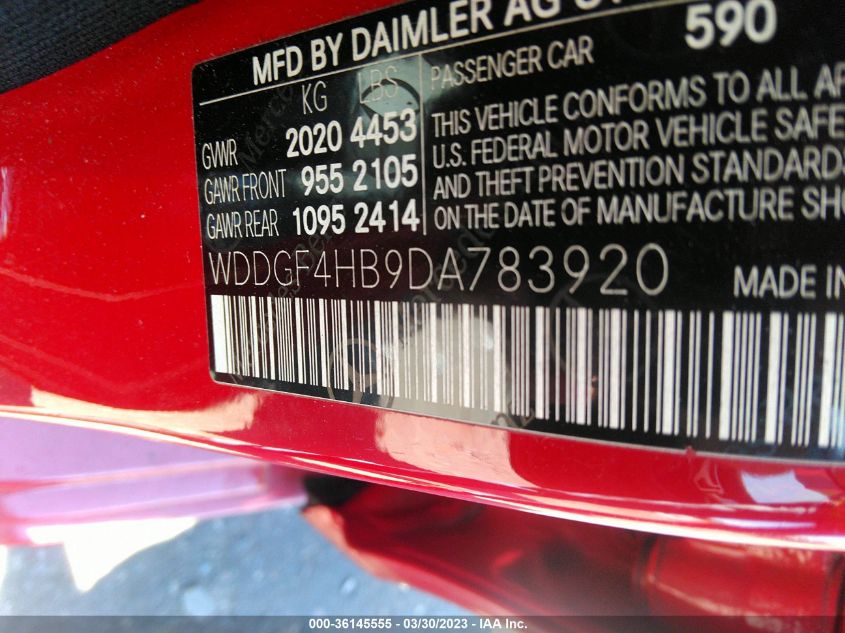 MFD BY DAIMLER AG
590
KG LBS
PASSENGER CAR
GVWR 2020 4453
GAWR FRONT 955 2105
GAWR REAR 1095 2414
THIS VEHICLE CONFORMS TO ALL
U.S. FEDERAL MOTOR VEHICLE
AND THEFT PREVENTION STANDARDS
ON THE DATE OF MANUFACTURE
WDDGF4HB9DA783920
MADE IN
000-36145555 - 03/30/2023 - IAA Inc.